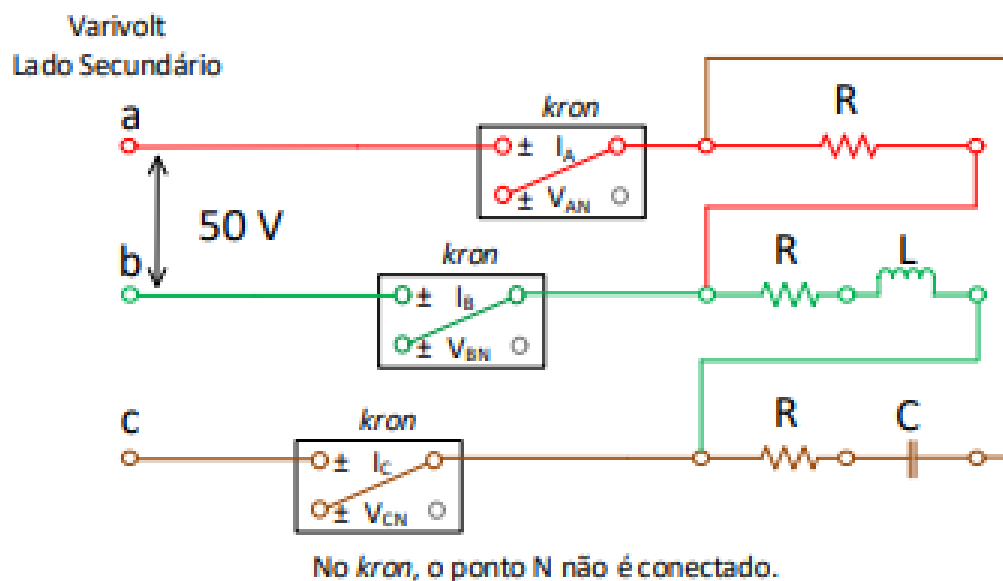 Varivolt
Lado Secundário
a
kron
± I_A
± V_AN
R
50 V
b
kron
± I_B
± V_BN
R L
c
kron
± I_C
± V_CN
R C
No kron, o ponto N não é conectado.